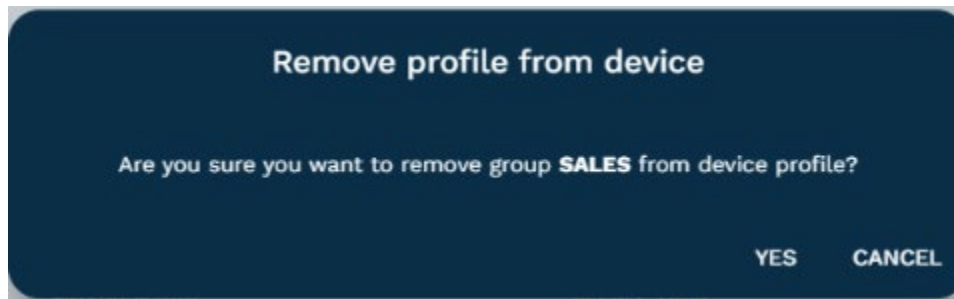 Remove profile from device
Are you sure you want to remove group SALES from device profile?
YES CANCEL